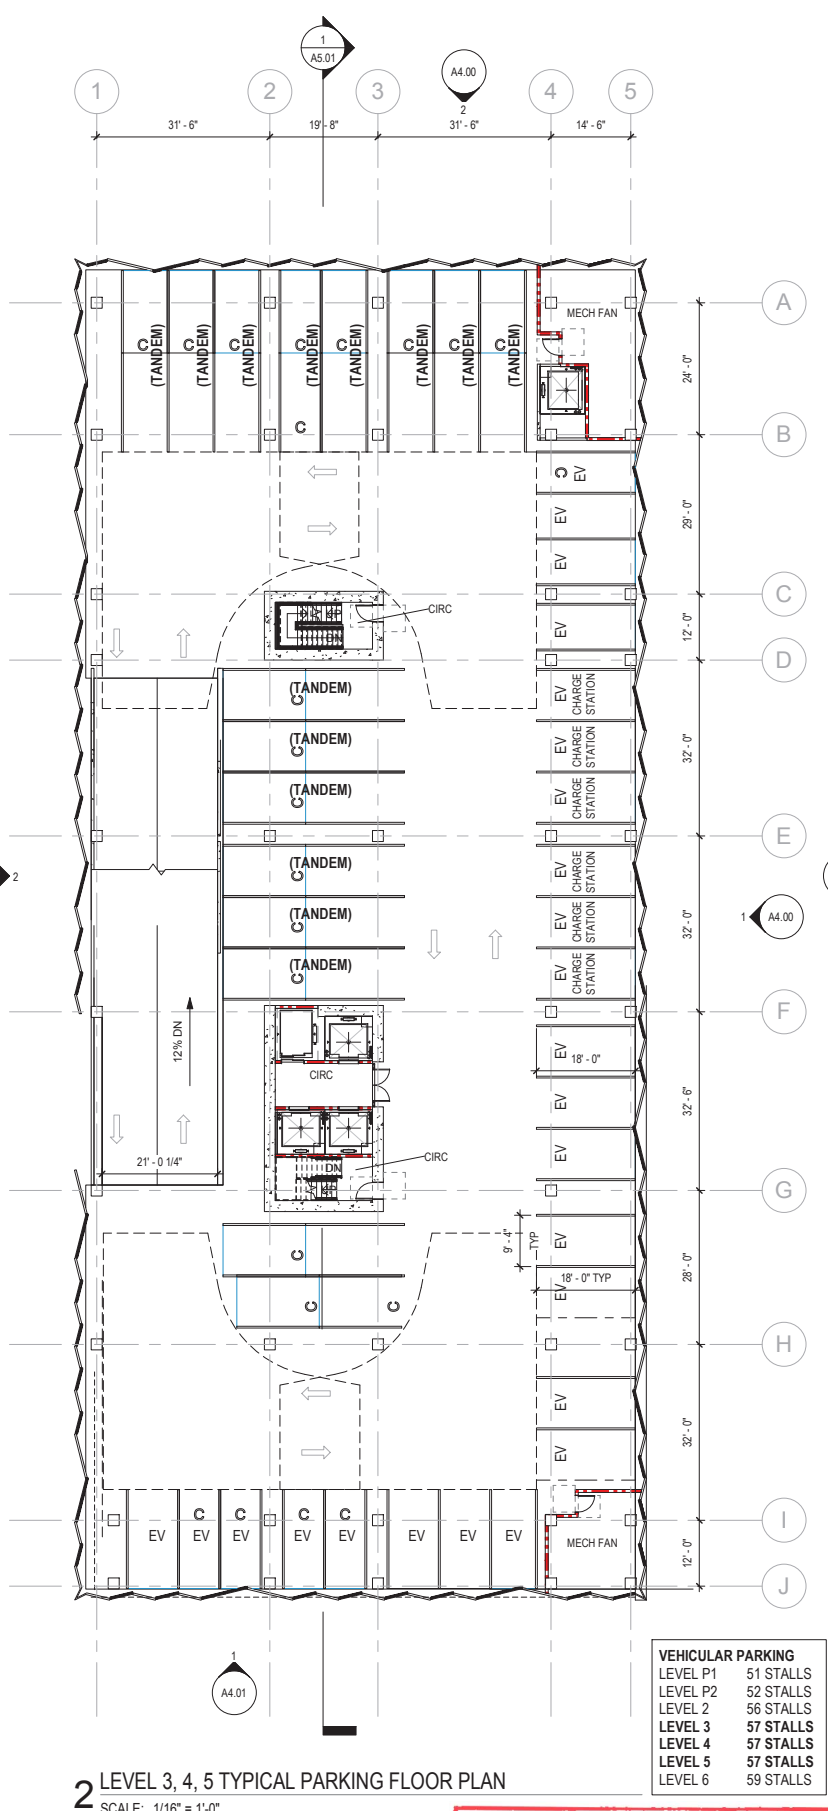 1
A5.01
A4.00
2
1
2
3
4
5
31' - 6"
19' - 8"
31' - 6"
14' - 6"
A
MECH FAN
C
(TANDEM)
C
(TANDEM)
C
(TANDEM)
C
(TANDEM)
C
(TANDEM)
C
(TANDEM)
C
(TANDEM)
C
(TANDEM)
24' - 0"
C
B
C
EV
EV
29' - 0"
EV
C
CIRC
EV
12' - 0"
DN
D
(TANDEM)
C
EV
CHARGE
STATION
(TANDEM)
C
EV
CHARGE
STATION
32' - 0"
(TANDEM)
C
EV
CHARGE
STATION
E
(TANDEM)
C
EV
CHARGE
STATION
2
(TANDEM)
C
EV
CHARGE
STATION
32' - 0"
1
A4.00
(TANDEM)
C
EV
CHARGE
STATION
F
12% DN
EV
18' - 0"
CIRC
EV
32' - 6"
EV
DN
CIRC
21' - 0 1/4"
G
C
9' - 4"
TYP
EV
28' - 0"
18' - 0" TYP
EV
C
C
H
EV
32' - 0"
EV
C
C
C
C
I
EV
EV
EV
EV
EV
EV
EV
EV
MECH FAN
12' - 0"
J
1
A4.01
VEHICULAR PARKING
LEVEL P1 51 STALLS
LEVEL P2 52 STALLS
LEVEL 2 56 STALLS
LEVEL 3 57 STALLS
LEVEL 4 57 STALLS
LEVEL 5 57 STALLS
LEVEL 6 59 STALLS
2 LEVEL 3, 4, 5 TYPICAL PARKING FLOOR PLAN
SCALE: 1/16" = 1'-0"